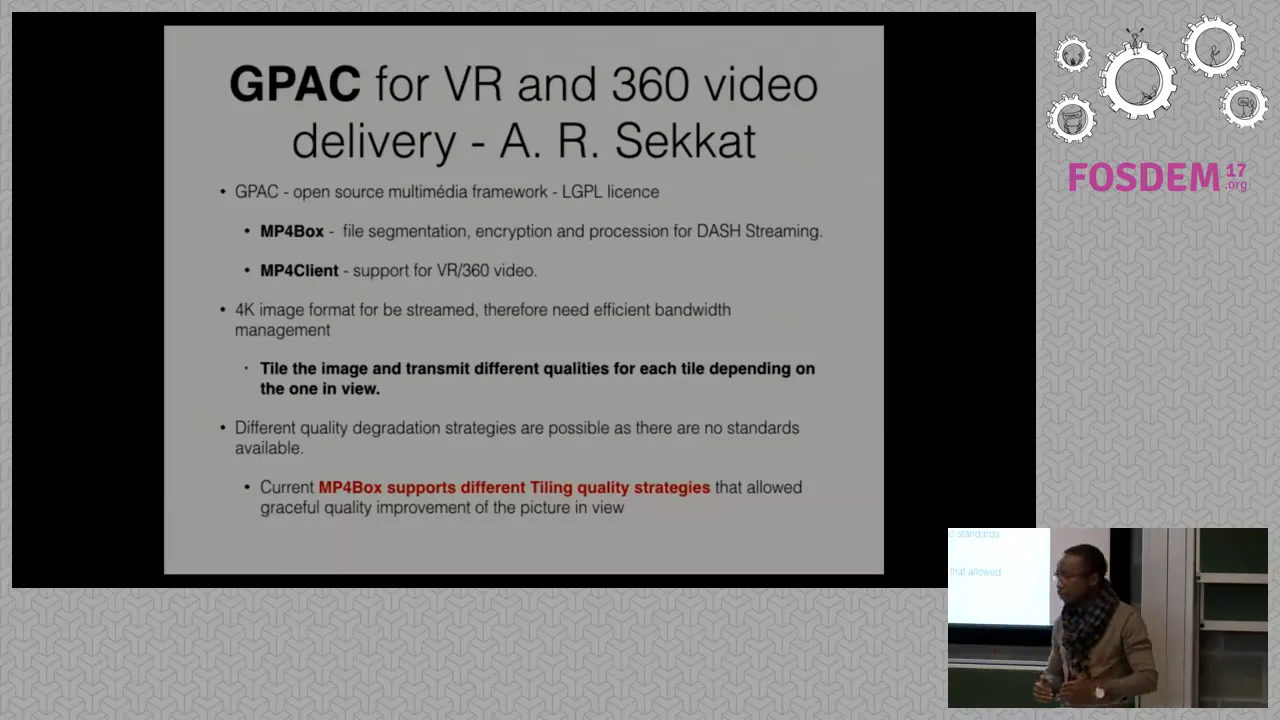 GPAC for VR and 360 video
delivery - A. R. Sekkat
• GPAC - open source multimédia framework - LGPL licence
• MP4Box - file segmentation, encryption and procession for DASH Streaming.
• MP4Client - support for VR/360 video.
• 4K image format for be streamed, therefore need efficient bandwidth
management
• Tile the image and transmit different qualities for each tile depending on
the one in view.
• Different quality degradation strategies are possible as there are no standards
available.
• Current MP4Box supports different Tiling quality strategies that allowed
graceful quality improvement of the picture in view
FOSDEM 17
.org
standards
that allowed